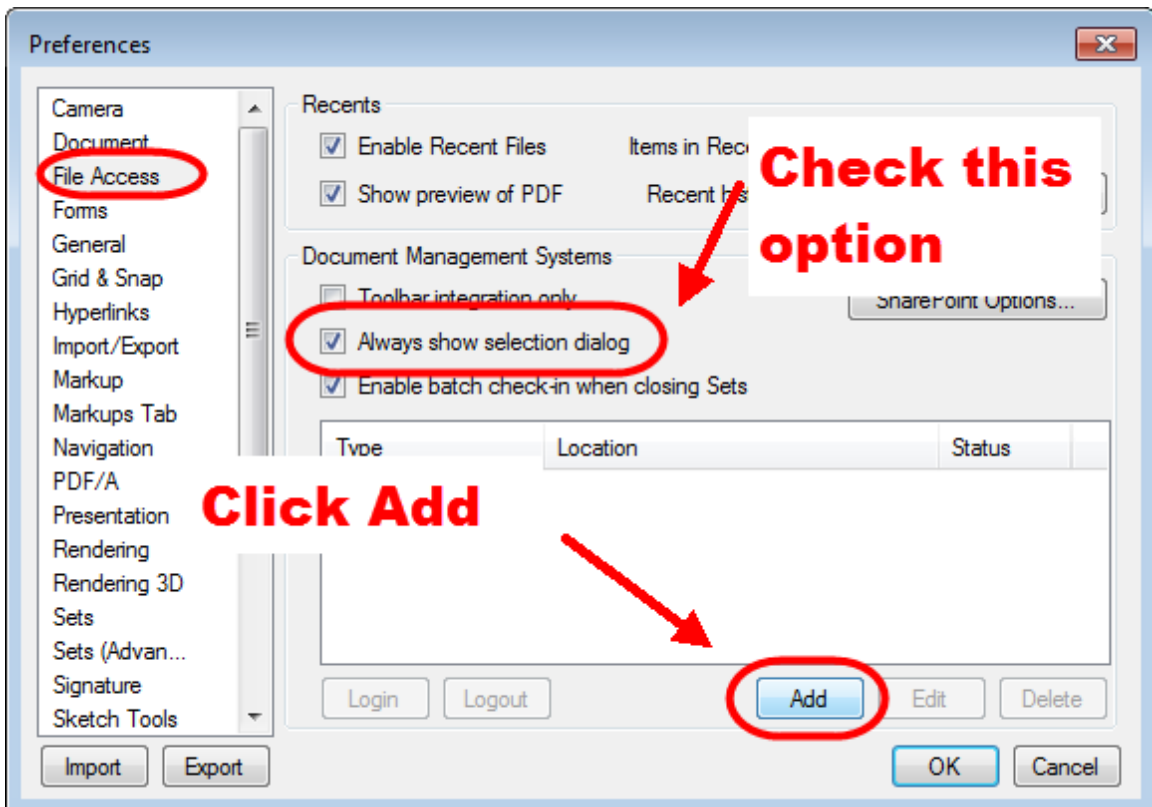 Preferences
Camera
Document
File Access
Forms
General
Grid & Snap
Hyperlinks
Import/Export
Markup
Markups Tab
Navigation
PDF/A
Presentation
Rendering
Rendering 3D
Sets
Sets (Advan...
Signature
Sketch Tools
Import Export
Recents
Enable Recent Files Items in
Show preview of PDF Recent
Check this
option
Document Management Systems
Toolbar integration only
SharePoint Options...
Always show selection dialog
Enable batch check-in when closing Sets
Type Location Status
Click Add
Login Logout Add Edit Delete
OK Cancel